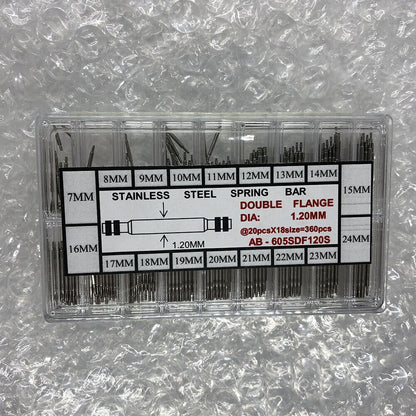 7MM
8MM 9MM 10MM 11MM 12MM 13MM 14MM
15MM
STAINLESS STEEL SPRING BAR
DOUBLE FLANGE
DIA: 1.20MM
1.20MM
@20pcsX18size=360pcs
AB - 605SDF120S
16MM
17MM 18MM 19MM 20MM 21MM 22MM 23MM
24MM